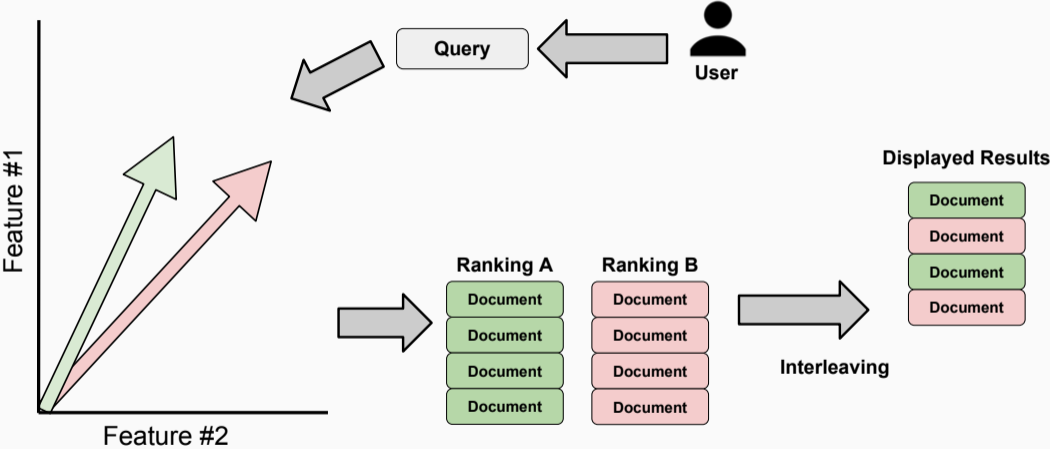 Query
User
Feature #1
Feature #2
Ranking A
Document
Document
Document
Document
Ranking B
Document
Document
Document
Document
Interleaving
Displayed Results
Document
Document
Document
Document